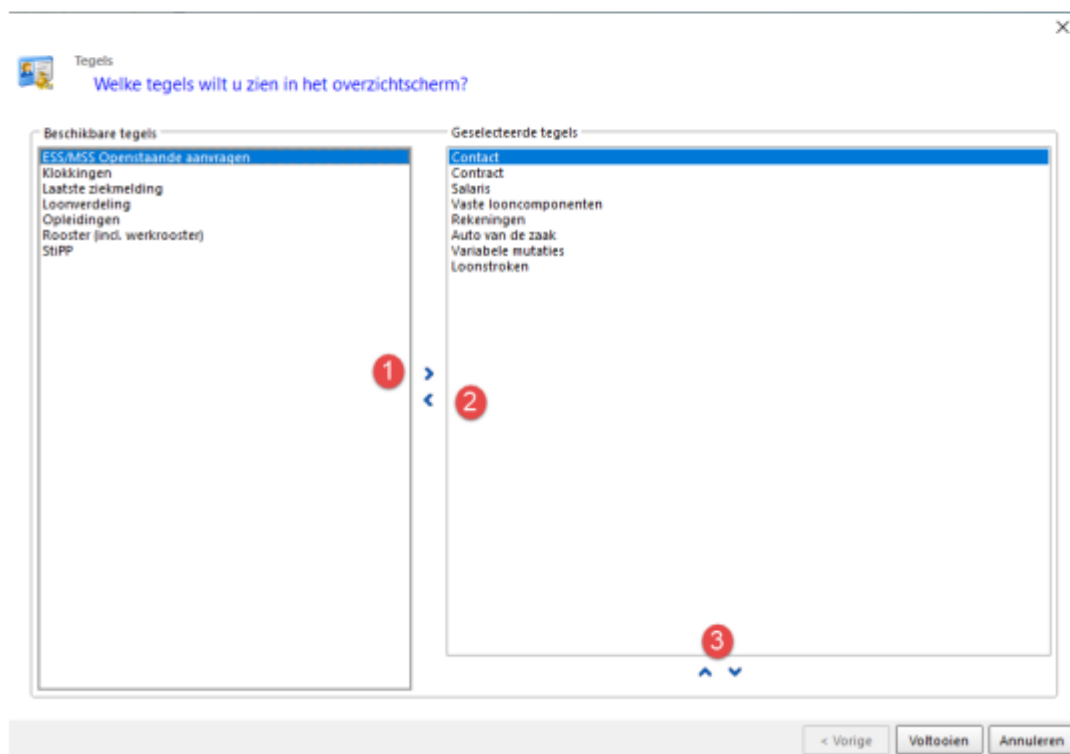 Tegels
Welke tegels wilt u zien in het overzichtscherm?
Beschikbare tegels
ESS/MSS Openstaande aanvragen
Klokkingen
Laatste ziekmelding
Loonverdeling
Opleidingen
Rooster (incl. werkrooster)
StiPP
Geselecteerde tegels
Contact
Contract
Salaris
Vaste looncomponenten
Rekeningen
Auto van de zaak
Variabele mutaties
Loonstroken
1
2
3
< Vorige
Voltooien
Annuleren